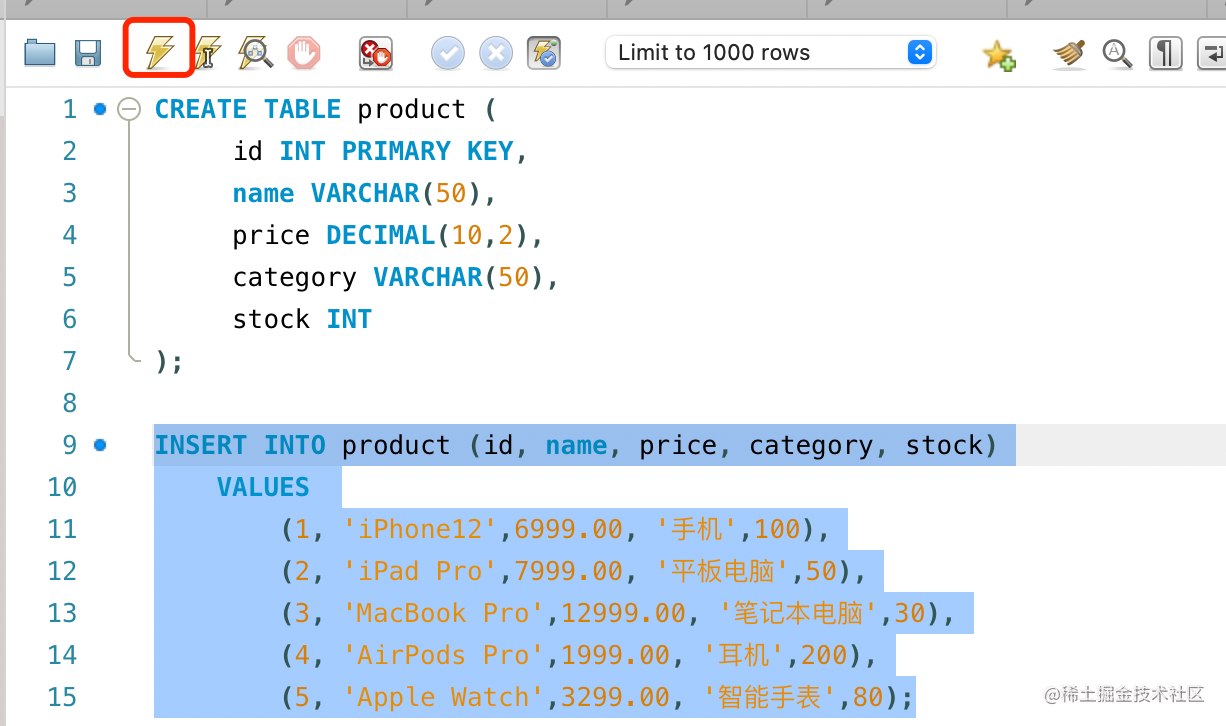 Limit to 1000 rows
1 CREATE TABLE product (
2 id INT PRIMARY KEY,
3 name VARCHAR(50),
4 price DECIMAL(10,2),
5 category VARCHAR(50),
6 stock INT
7 );
8
9 INSERT INTO product (id, name, price, category, stock)
10 VALUES
11 (1, 'iPhone12',6999.00, '手机',100),
12 (2, 'iPad Pro',7999.00, '平板电脑',50),
13 (3, 'MacBook Pro',12999.00, '笔记本电脑',30),
14 (4, 'AirPods Pro',1999.00, '耳机',200),
15 (5, 'Apple Watch',3299.00, '智能手表',80);
@稀土掘金技术社区